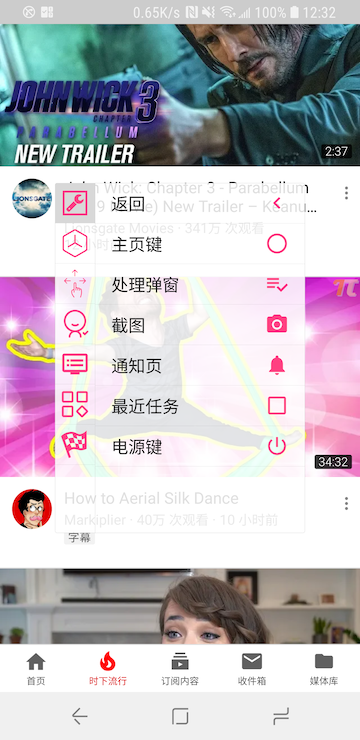 0.65K/s 100% 12:32
JOHN WICK 3
CHAPTER
PARABELLUM
NEW TRAILER
2:37
LIONSGATE
John Wick: Chapter 3 - Parabellum
New Trailer – Keanu...
Lionsgate Movies · 341万 次观看
小时前
返回
主页键
处理弹窗
截图
通知页
最近任务
电源键
34:32
How to Aerial Silk Dance
Markiplier · 40万 次观看 · 10 小时前
字幕
首页
时下流行
订阅内容
收件箱
媒体库